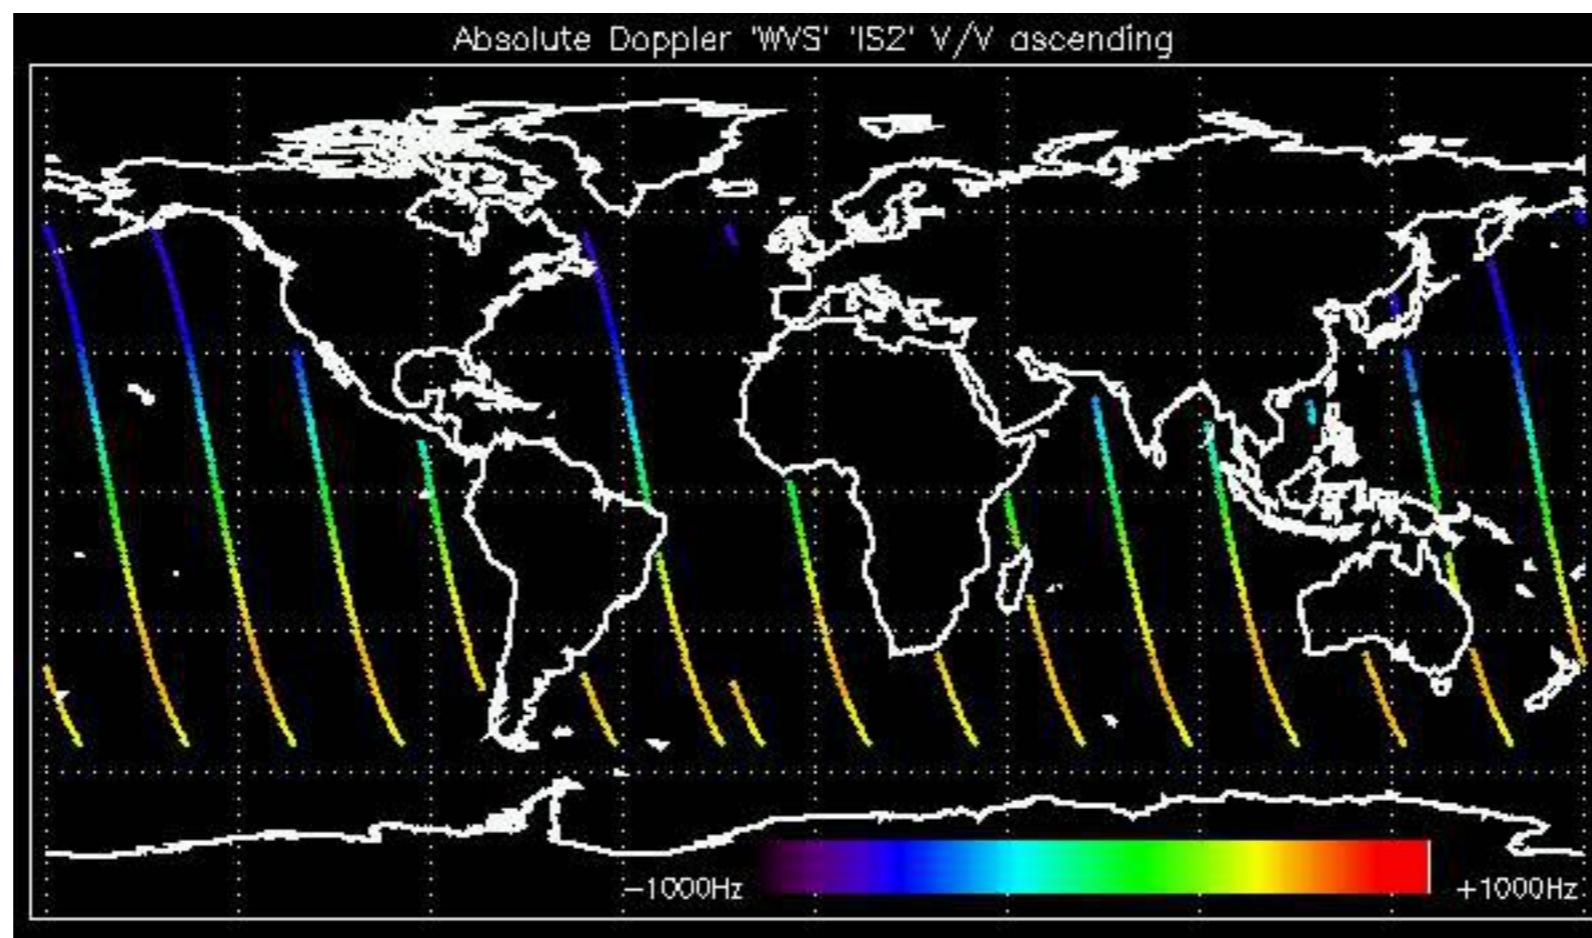 Absolute Doppler 'WVS' 'IS2' V/V ascending
−1000Hz
+1000Hz